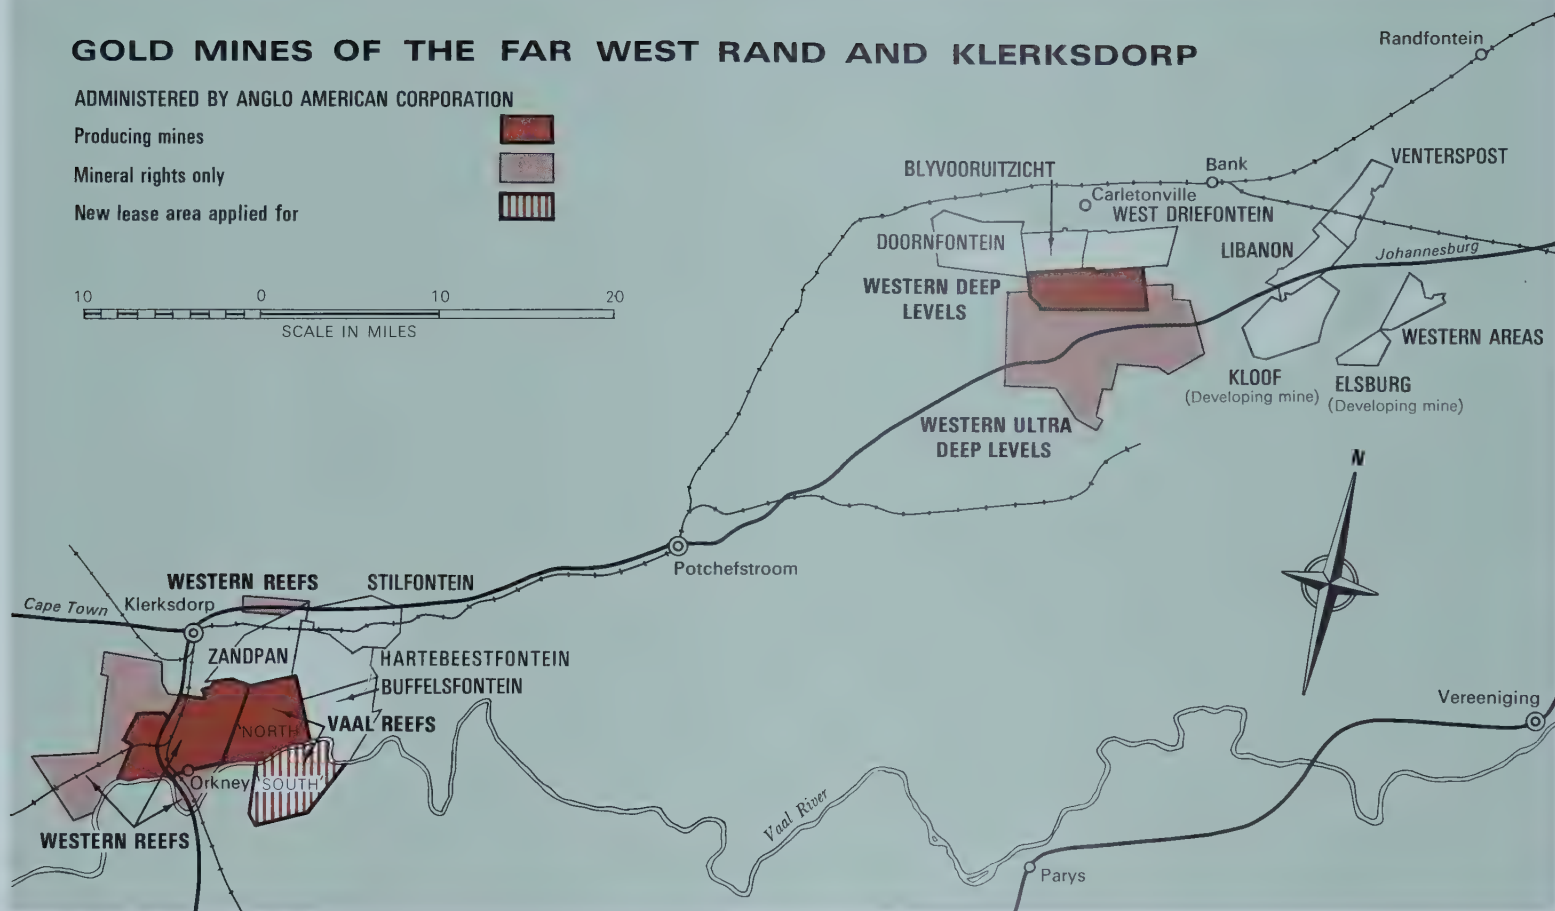 GOLD MINES OF THE FAR WEST RAND AND KLERKSDORP
ADMINISTERED BY ANGLO AMERICAN CORPORATION
Producing mines
Mineral rights only
New lease area applied for
10 0 10 20
SCALE IN MILES
Randfontein
VENTERSPOST
Bank
BLYVOORUITZICHT
Carletonville
WEST DRIEFONTEIN
DOORNFONTEIN
LIBANON
Johannesburg
WESTERN DEEP
LEVELS
WESTERN AREAS
KLOOF
(Developing mine)
ELSBURG
(Developing mine)
WESTERN ULTRA
DEEP LEVELS
N
Potchefstroom
WESTERN REEFS
STILFONTEIN
Cape Town
Klerksdorp
ZANDPAN
HARTEBEESTFONTEIN
BUFFELSFONTEIN
VAAL REEFS
'NORTH'
Orkney
'SOUTH'
WESTERN REEFS
Vaal River
Vereeniging
Parys